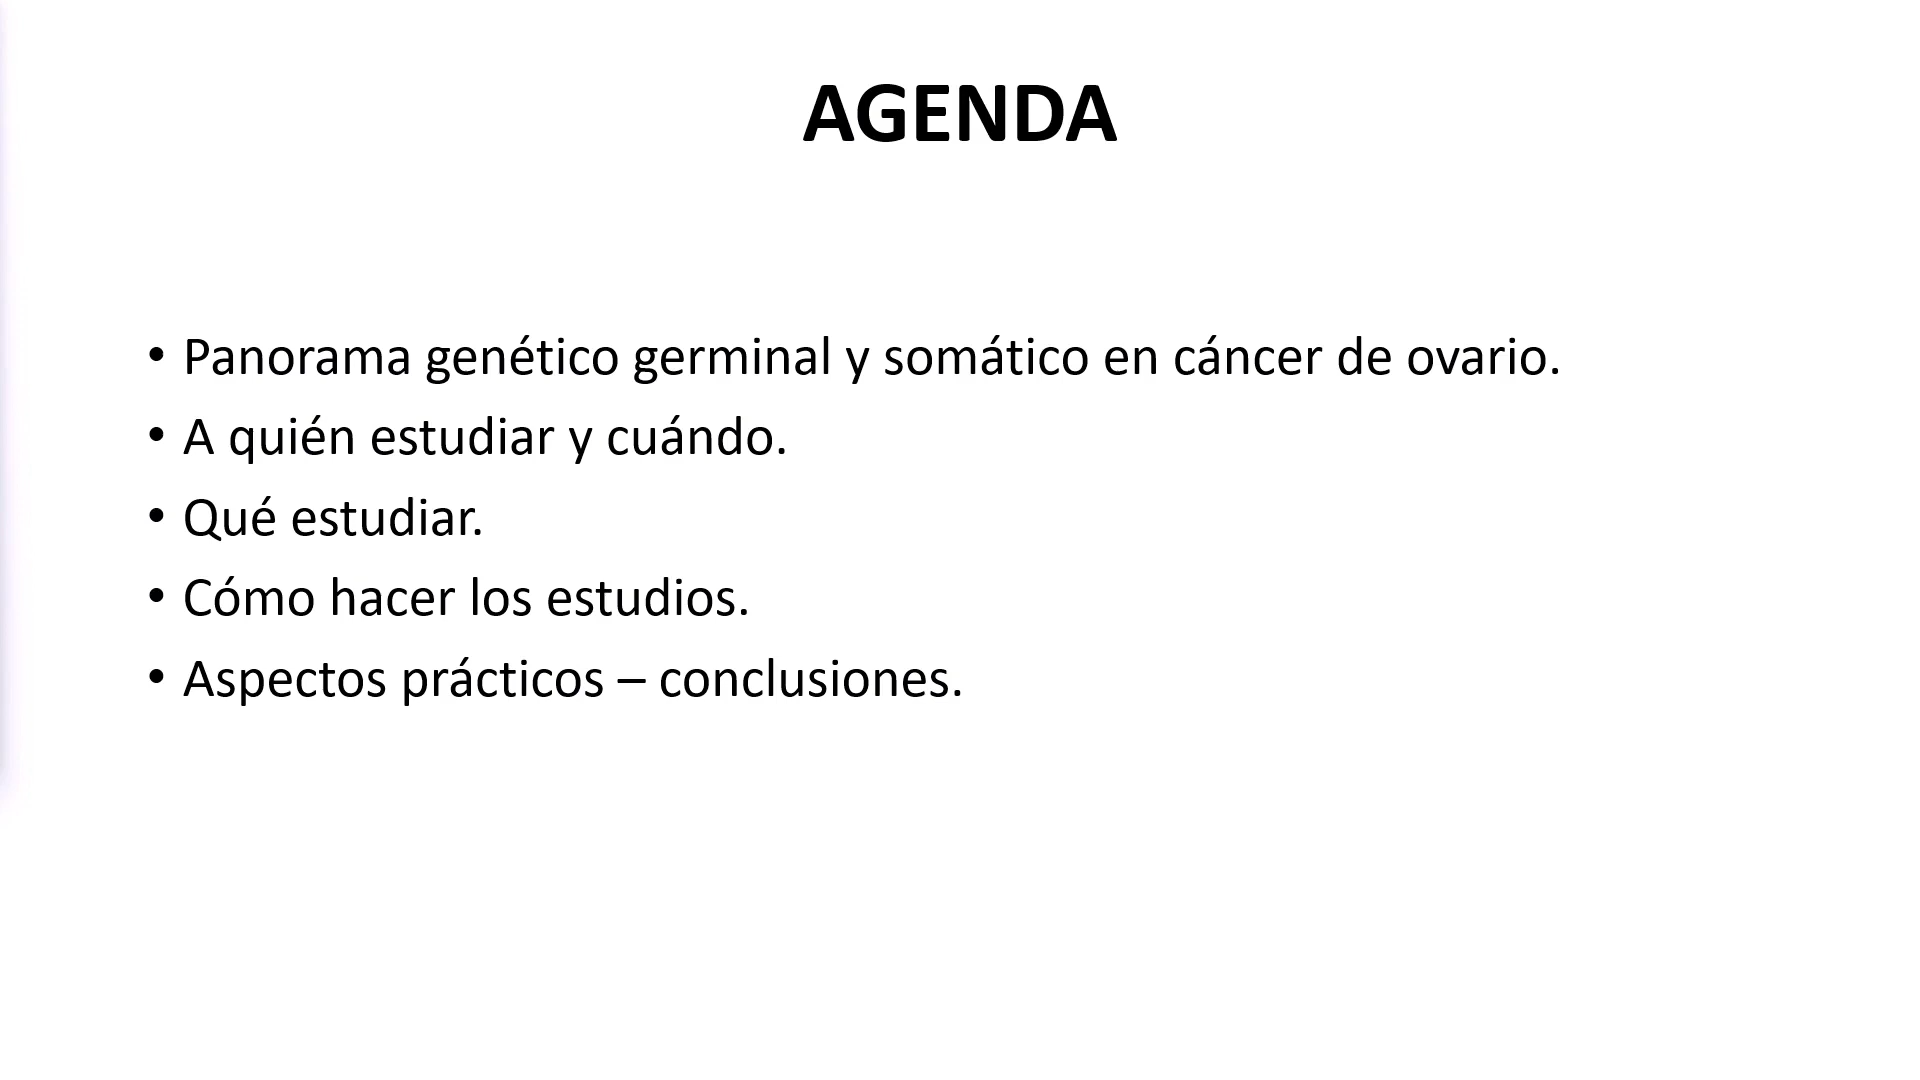 AGENDA
• Panorama genético germinal y somático en cáncer de ovario.
• A quién estudiar y cuándo.
• Qué estudiar.
• Cómo hacer los estudios.
• Aspectos prácticos – conclusiones.